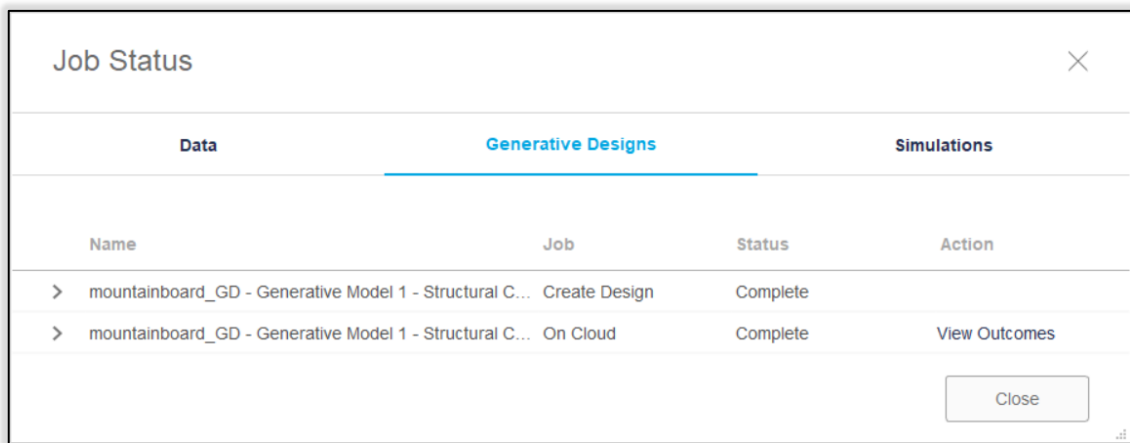 Job Status
Data Generative Designs Simulations
Name Job Status Action
mountainboard_GD - Generative Model 1 - Structural C... Create Design Complete
mountainboard_GD - Generative Model 1 - Structural C... On Cloud Complete View Outcomes
Close